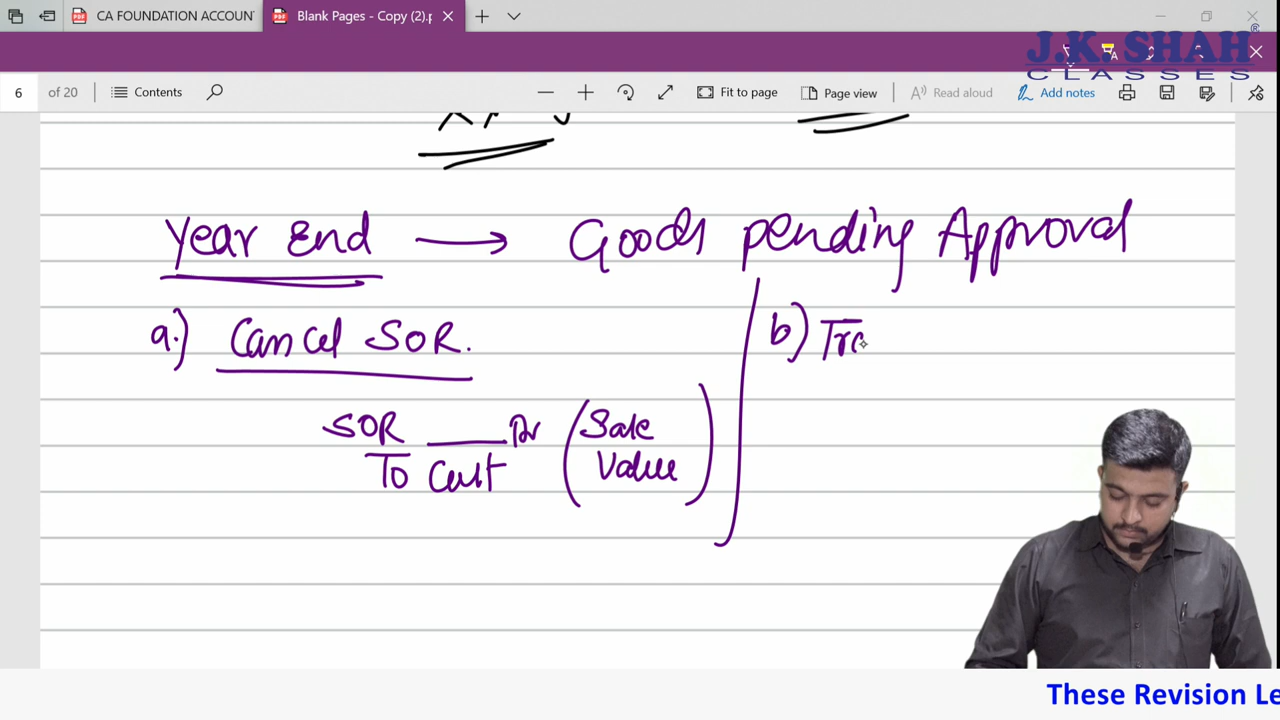 CA FOUNDATION ACCOUN
Blank Pages - Copy (2).p
J.K. SHAH®
CLASSES
6 of 20
Contents
Fit to page
Page view
Read aloud
Add notes
Year End → Goods pending Approval
a.) Cancel SOR.
SOR ____ Dr (Sale
To Cust Value)
b) Tra
These Revision Le